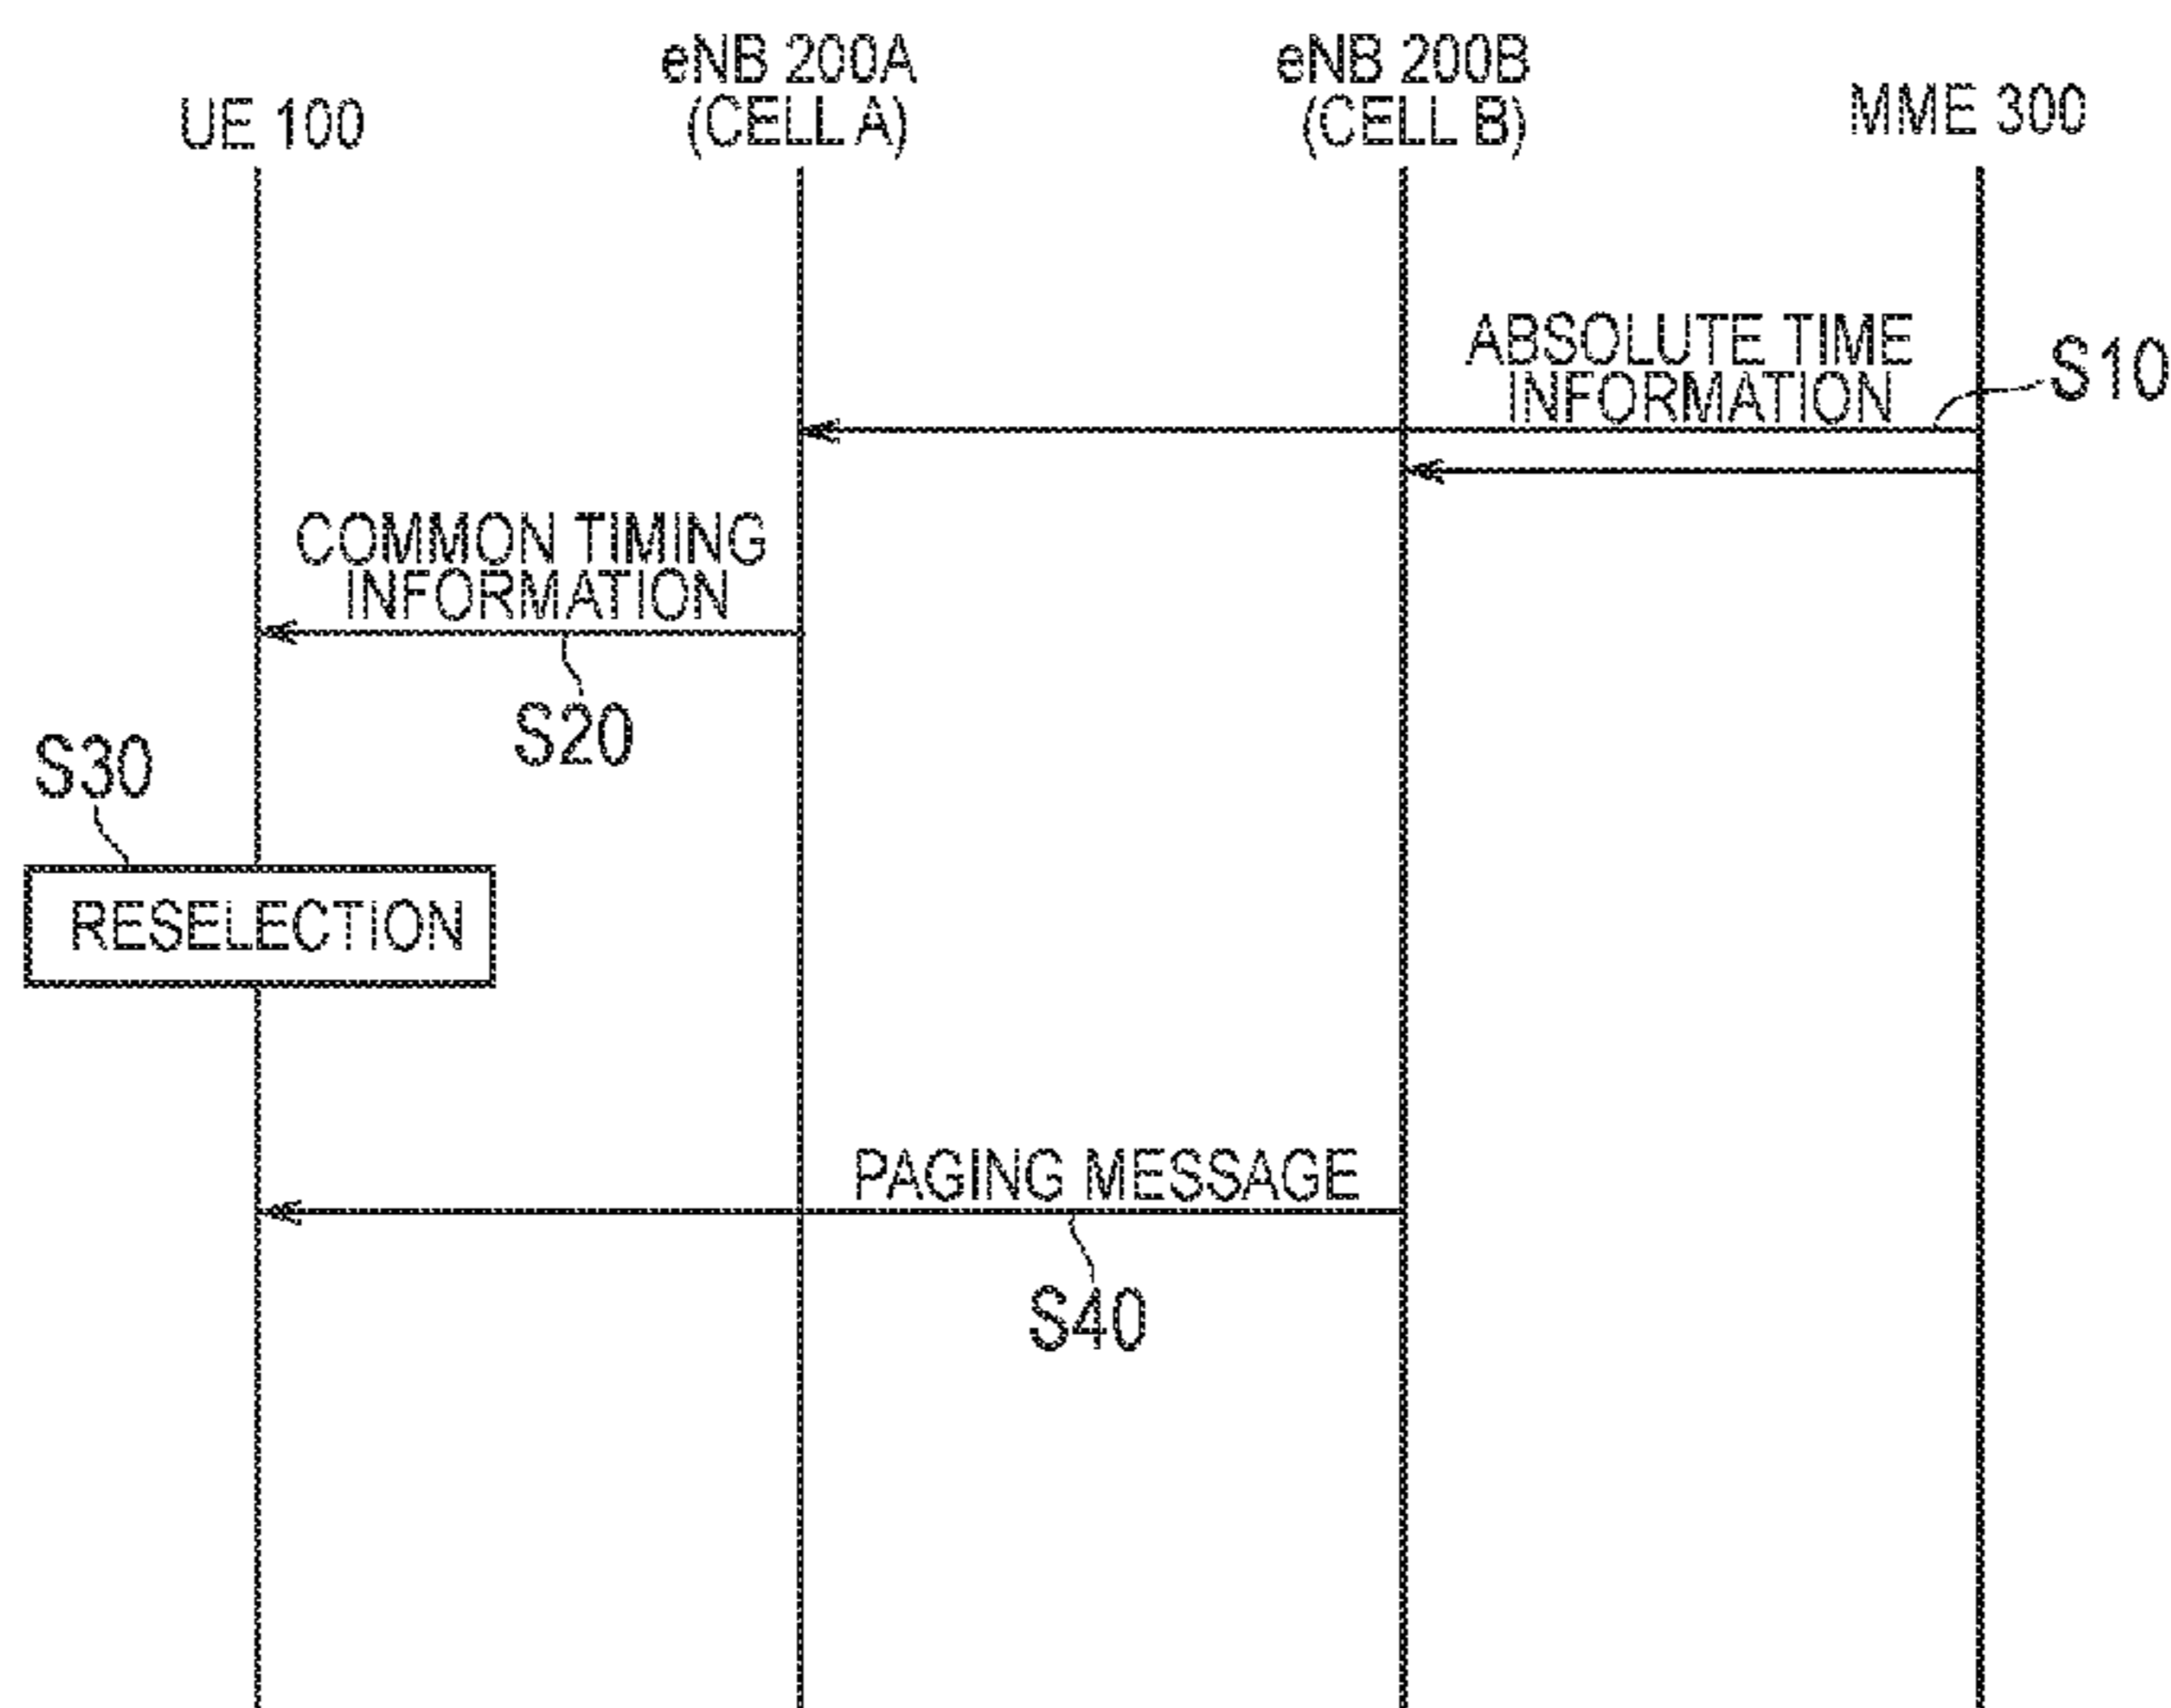 UE 100
eNB 200A
(CELL A)
eNB 200B
(CELL B)
MME 300
ABSOLUTE TIME
INFORMATION
S10
COMMON TIMING
INFORMATION
S20
S30
RESELECTION
PAGING MESSAGE
S40